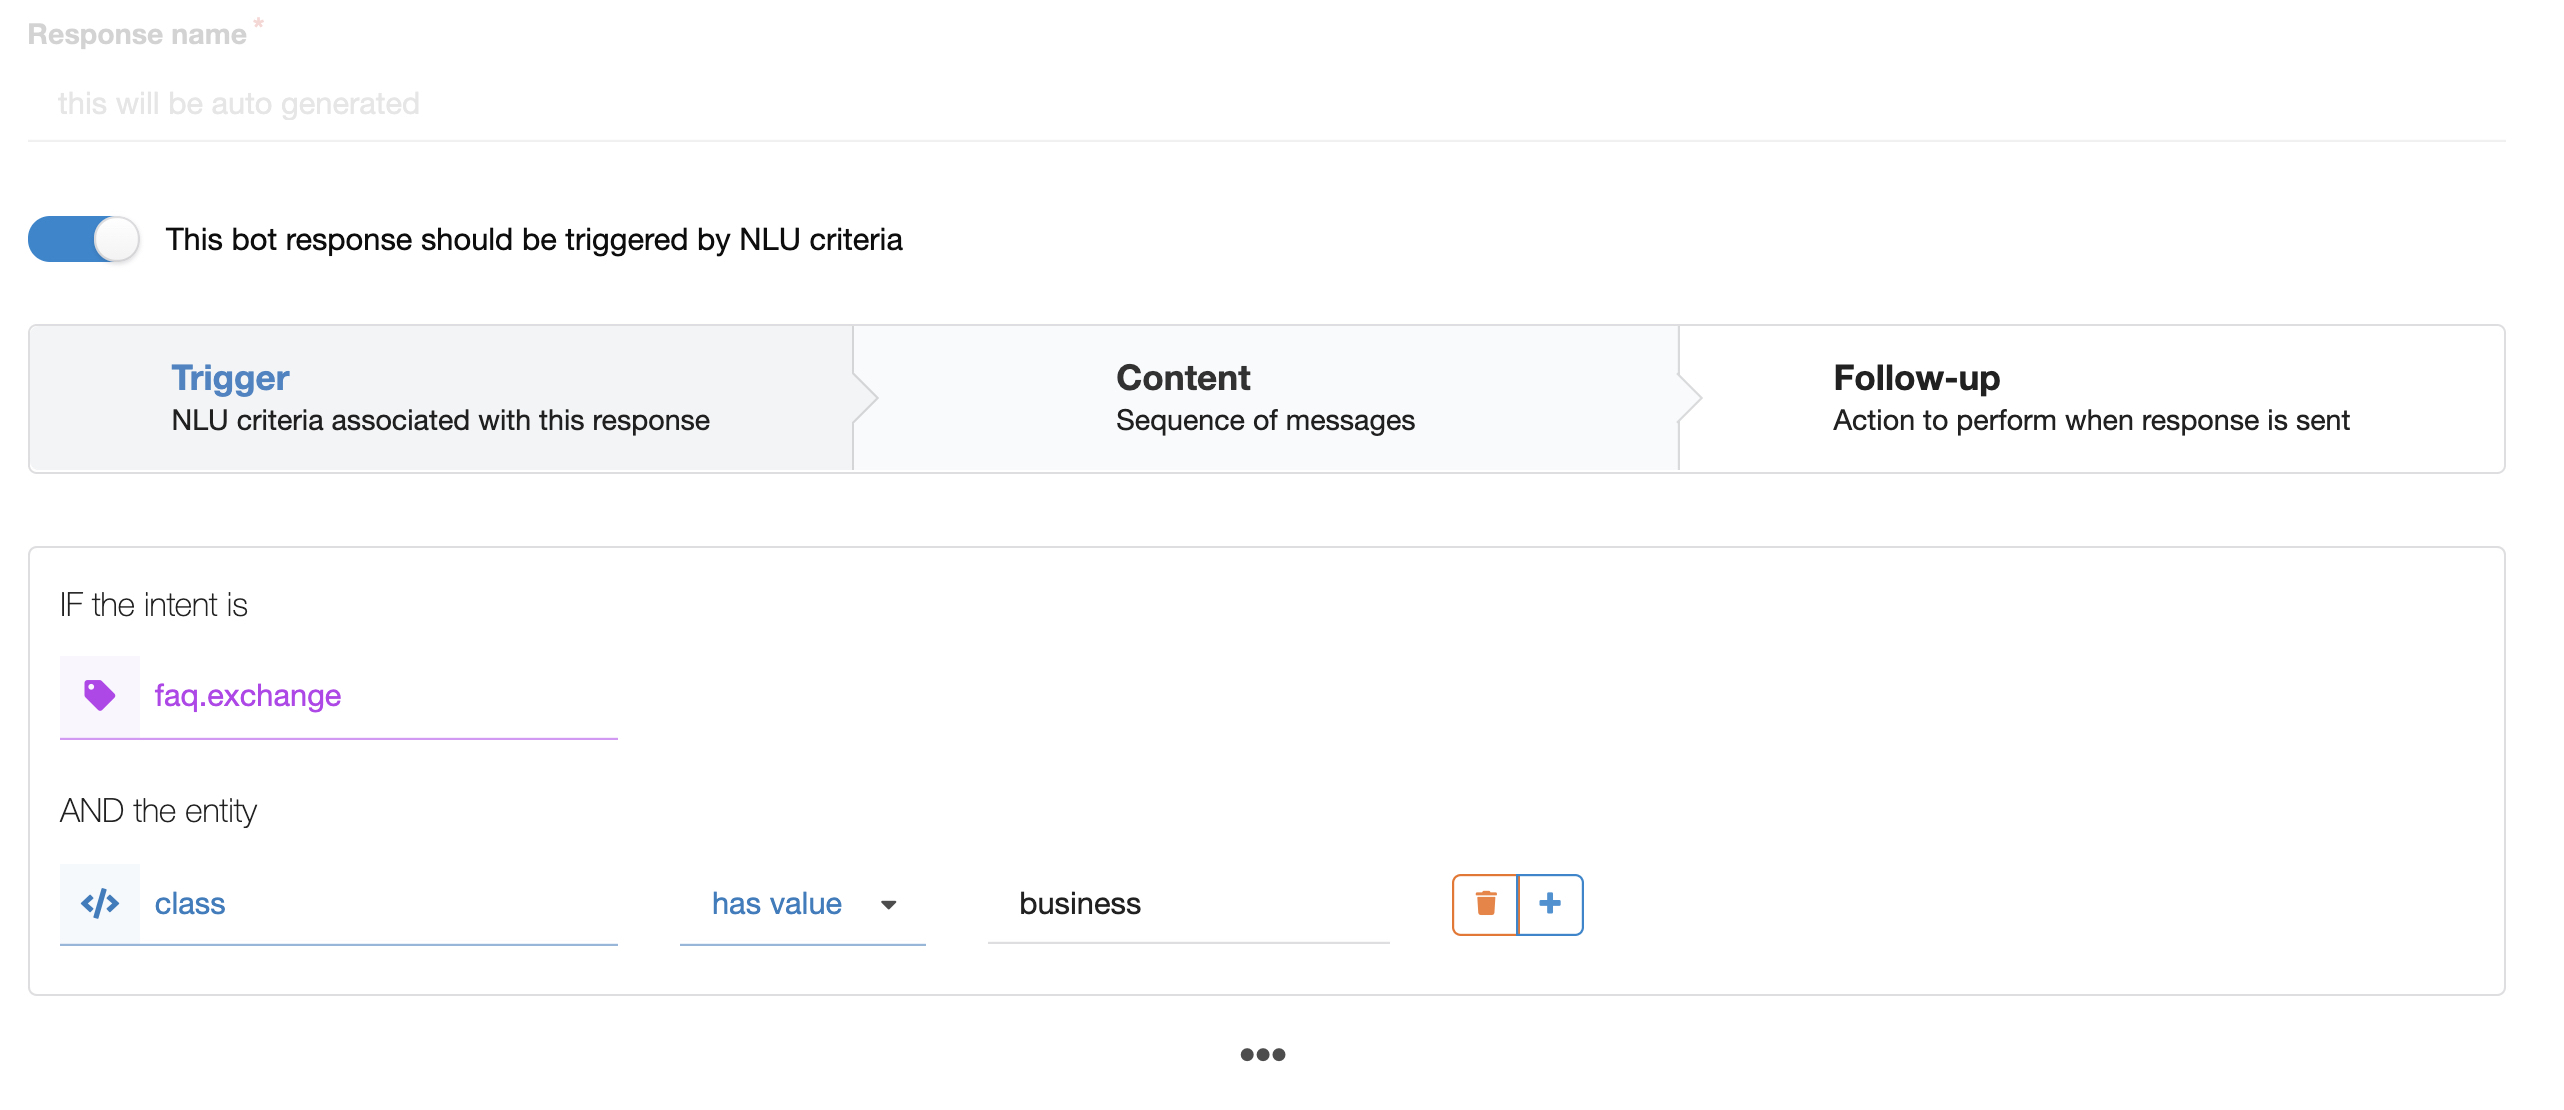 Response name *
this will be auto generated
This bot response should be triggered by NLU criteria
Trigger
NLU criteria associated with this response
Content
Sequence of messages
Follow-up
Action to perform when response is sent
IF the intent is
faq.exchange
AND the entity
class has value business